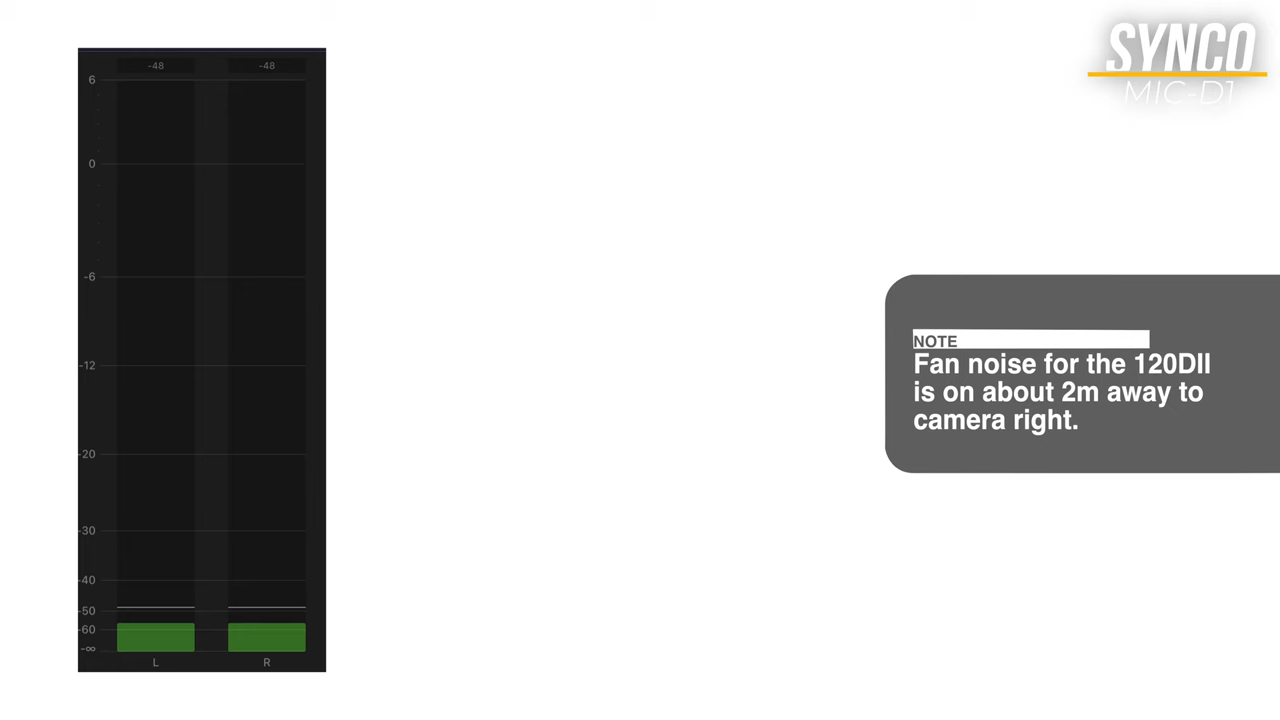 SYNCO
MIC-D1
-48 -48
6
0
-6
-12
-20
-30
-40
-50
-60
-∞
L R
NOTE
Fan noise for the 120DII
is on about 2m away to
camera right.